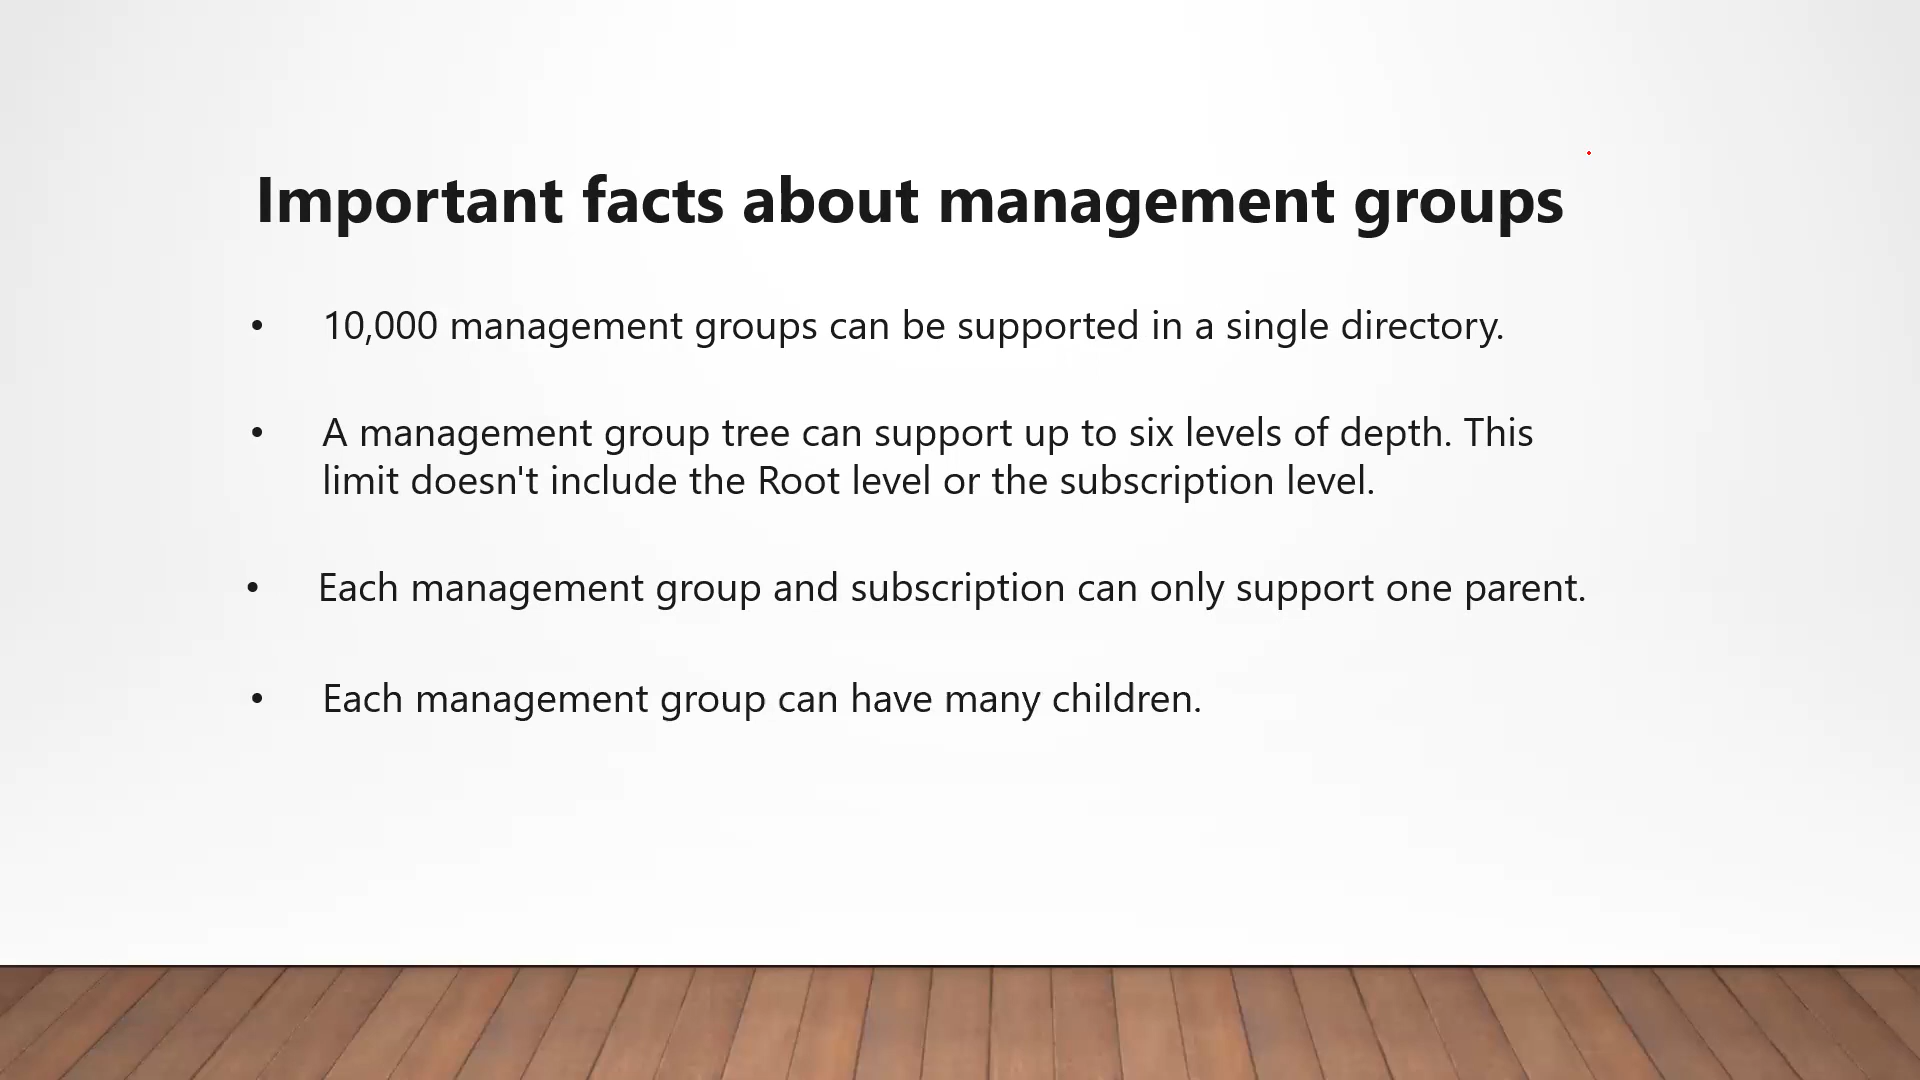 Important facts about management groups
• 10,000 management groups can be supported in a single directory.
• A management group tree can support up to six levels of depth. This
limit doesn't include the Root level or the subscription level.
• Each management group and subscription can only support one parent.
• Each management group can have many children.